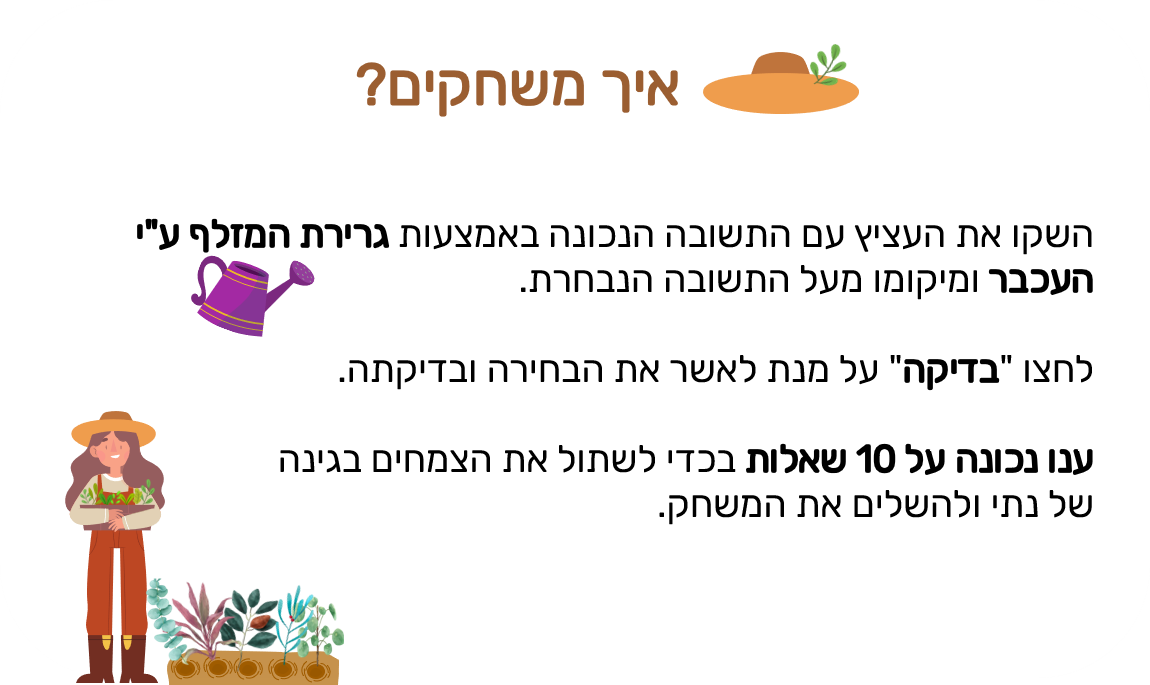 איך משחקים?
השקו את העציץ עם התשובה הנכונה באמצעות גרירת המזלף ע"י
העכבר ומיקומו מעל התשובה הנבחרת.
לחצו "בדיקה" על מנת לאשר את הבחירה ובדיקתה.
ענו נכונה על 10 שאלות בכדי לשתול את הצמחים בגינה
של נתי ולהשלים את המשחק.